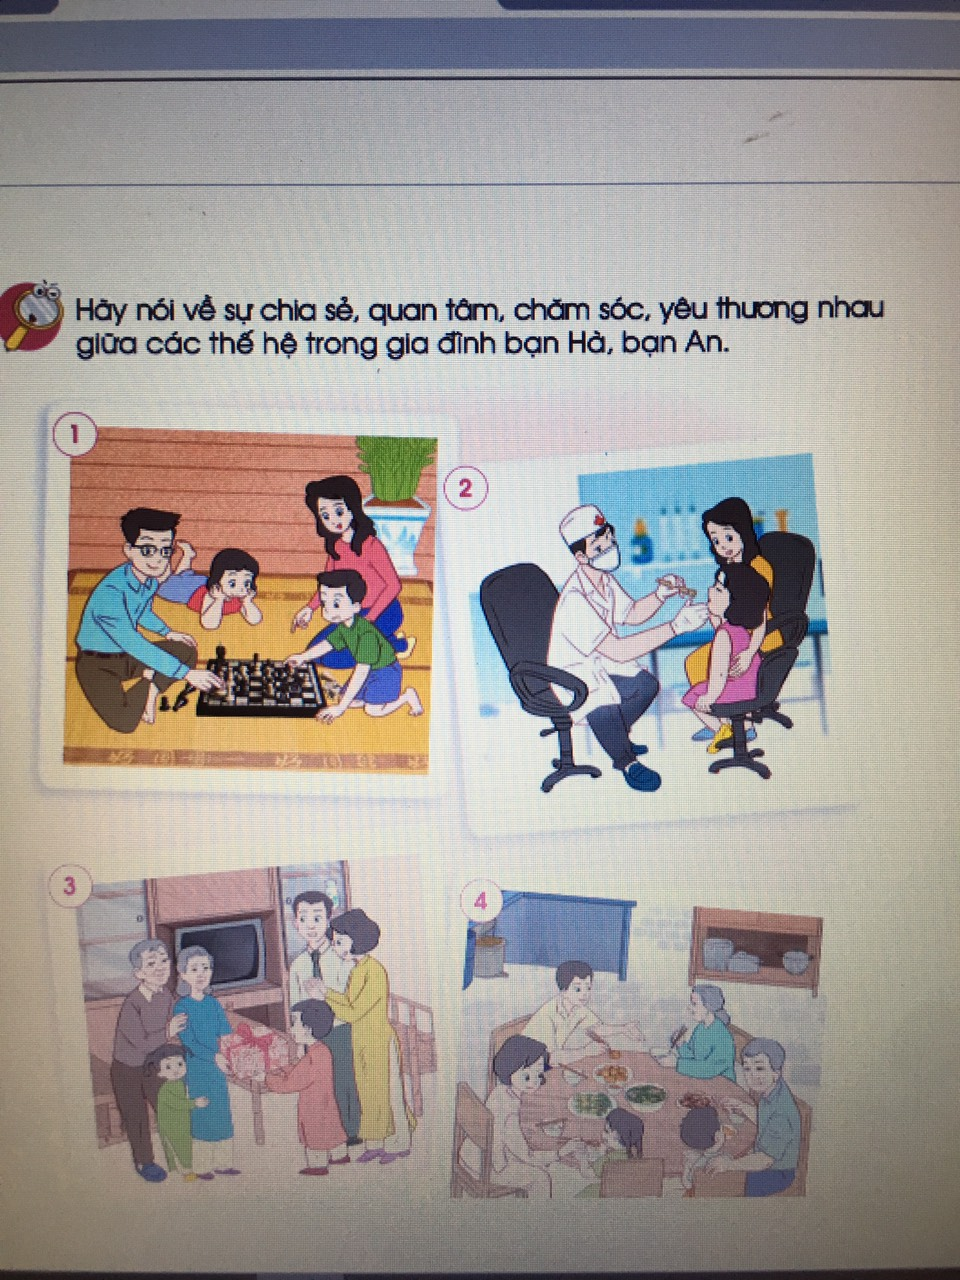 Hãy nói về sự chia sẻ, quan tâm, chăm sóc, yêu thương nhau
giữa các thế hệ trong gia đình bạn Hà, bạn An.
1
2
3
4